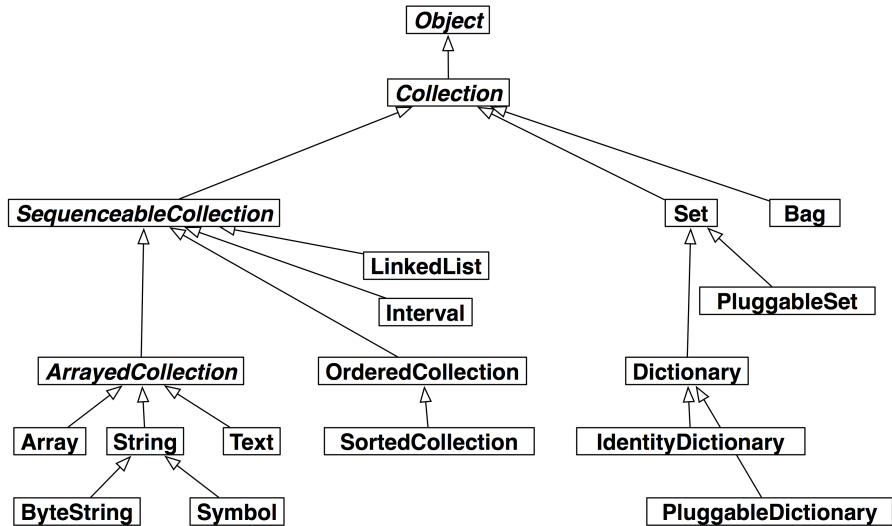 Object
Collection
SequenceableCollection
Set
Bag
LinkedList
PluggableSet
Interval
ArrayedCollection
OrderedCollection
Dictionary
Array
String
Text
SortedCollection
IdentityDictionary
ByteString
Symbol
PluggableDictionary